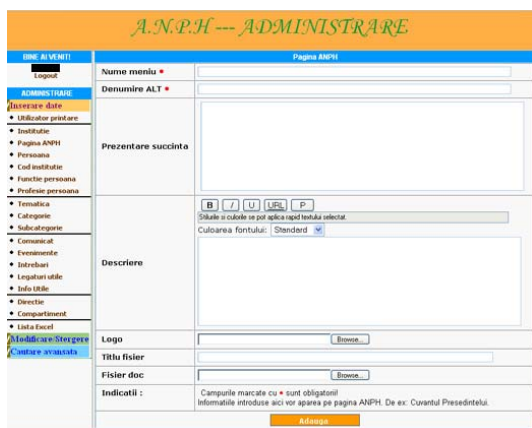 A.N.P.H --- ADMINISTRARE
BINE AI VENIT!
Logout
ADMINISTRARE
Inserare date
Utilizator printare
Institutie
Pagina ANPH
Persoana
Cod institutie
Functie persoana
Profesie persoana
Tematica
Categorie
Subcategorie
Comunicat
Evenimente
Intrebari
Legaturi utile
Info Utile
Directie
Compartiment
Lista Excel
Modificare/Stergere
Cautare avansata
Pagina ANPH
Nume meniu •
Denumire ALT •
Prezentare succinta
Descriere
B I U URL P
Stilurile si culorile se pot aplica rapid textului selectat.
Culoarea fontului: Standerd
Logo Browse...
Titlu fisier
Fisier doc Browse...
Indicatii : Campurile marcate cu • sunt obligatorii!
Informatiile introduse aici vor aparea pe pagina ANPH. De ex: Cuvantul Presedintelui.
Adauga